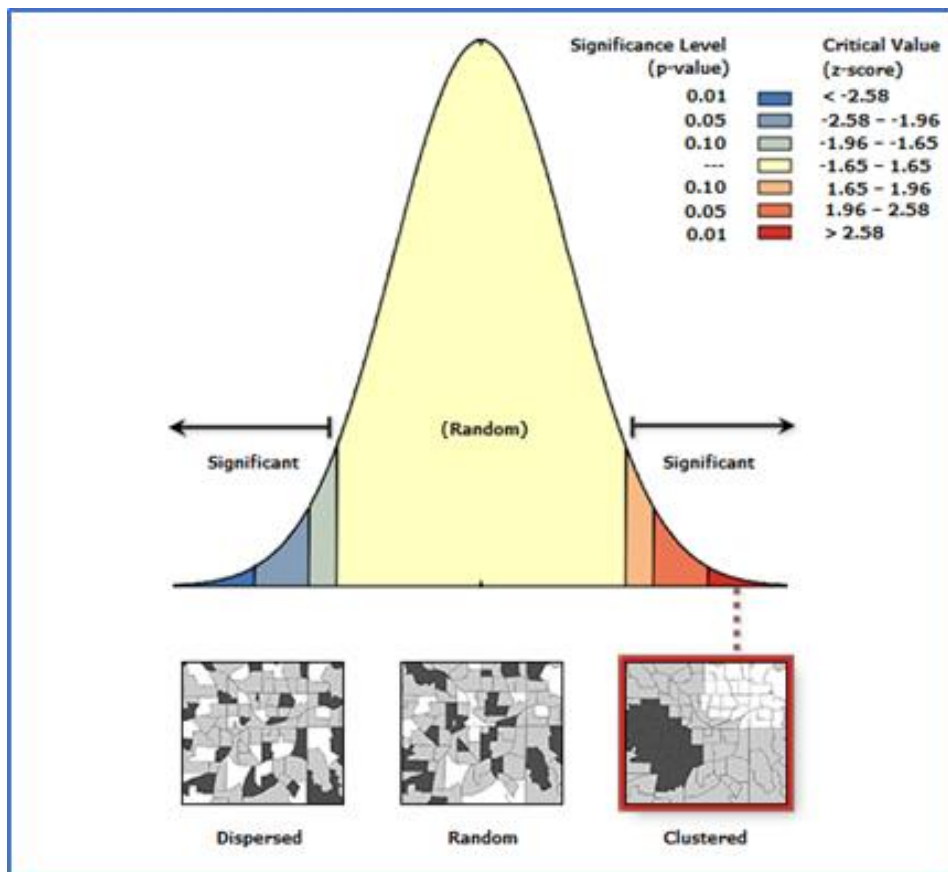 Significance Level Critical Value
(p-value) (z-score)
0.01 < -2.58
0.05 -2.58 – -1.96
0.10 -1.96 – -1.65
--- -1.65 – 1.65
0.10 1.65 – 1.96
0.05 1.96 – 2.58
0.01 > 2.58
(Random)
Significant Significant
Dispersed Random Clustered